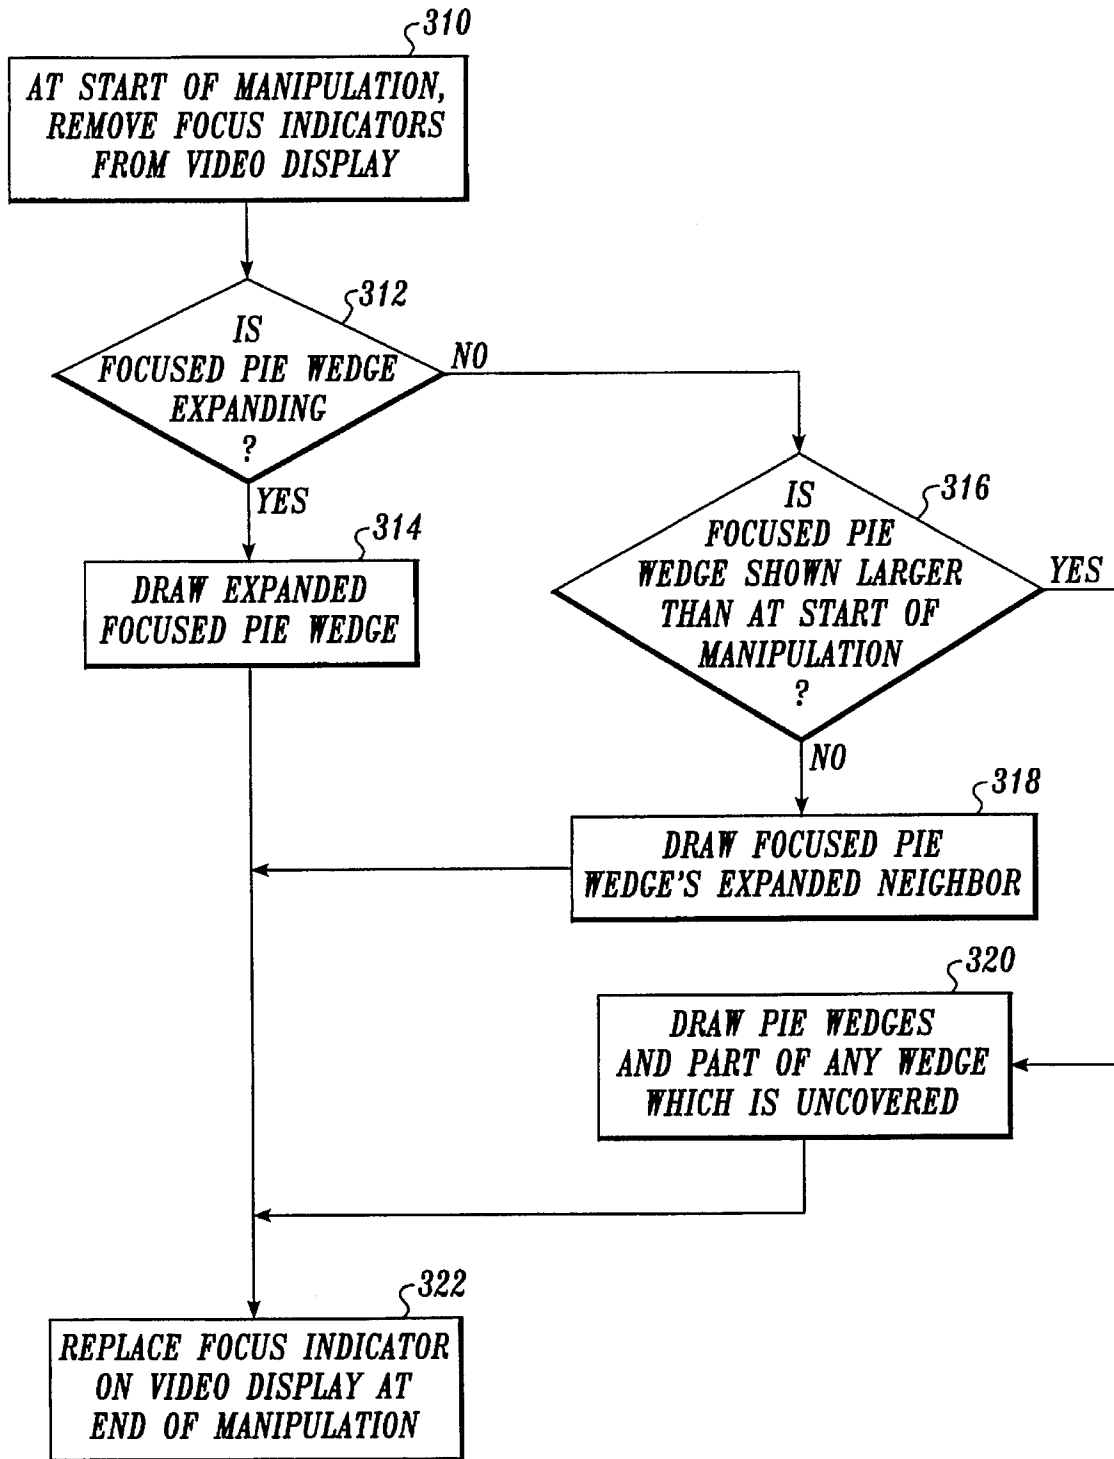 310
AT START OF MANIPULATION,
REMOVE FOCUS INDICATORS
FROM VIDEO DISPLAY
312
IS
FOCUSED PIE WEDGE
EXPANDING
?
NO
YES
314
DRAW EXPANDED
FOCUSED PIE WEDGE
316
IS
FOCUSED PIE
WEDGE SHOWN LARGER
THAN AT START OF
MANIPULATION
?
YES
NO
318
DRAW FOCUSED PIE
WEDGE'S EXPANDED NEIGHBOR
320
DRAW PIE WEDGES
AND PART OF ANY WEDGE
WHICH IS UNCOVERED
322
REPLACE FOCUS INDICATOR
ON VIDEO DISPLAY AT
END OF MANIPULATION